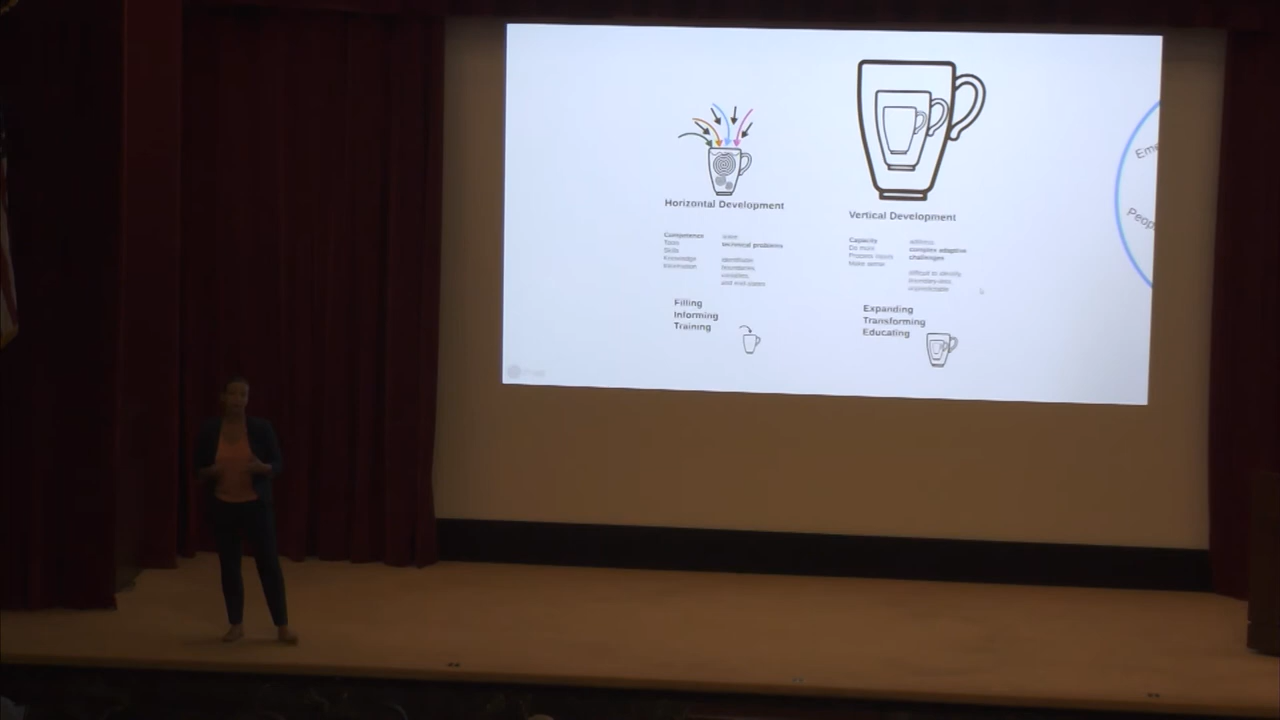 Horizontal Development
Competence
Tools
Skills
Knowledge
Information
solve
technical problems
identifiable
boundaries,
variables,
and end-states
Filling
Informing
Training
Vertical Development
Capacity
Do more
Process inputs
Make sense
address
complex adaptive
challenges
difficult to identify,
boundary-less,
unpredictable
Expanding
Transforming
Educating
Eme
Peop